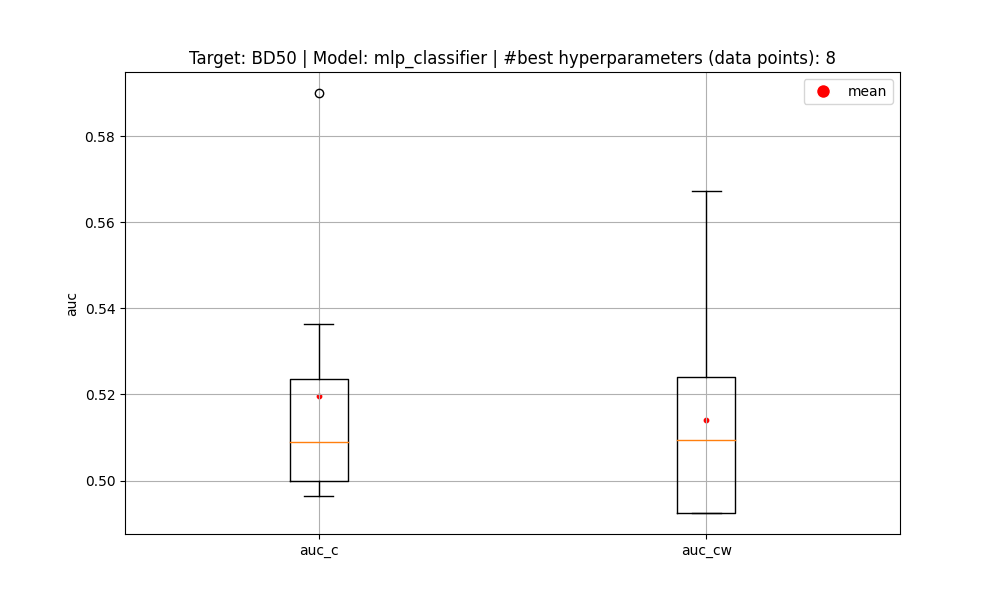 Target: BD50 | Model: mlp_classifier | #best hyperparameters (data points): 8
mean
0.58
0.56
0.54
0.52
0.50
auc
auc_c
auc_cw